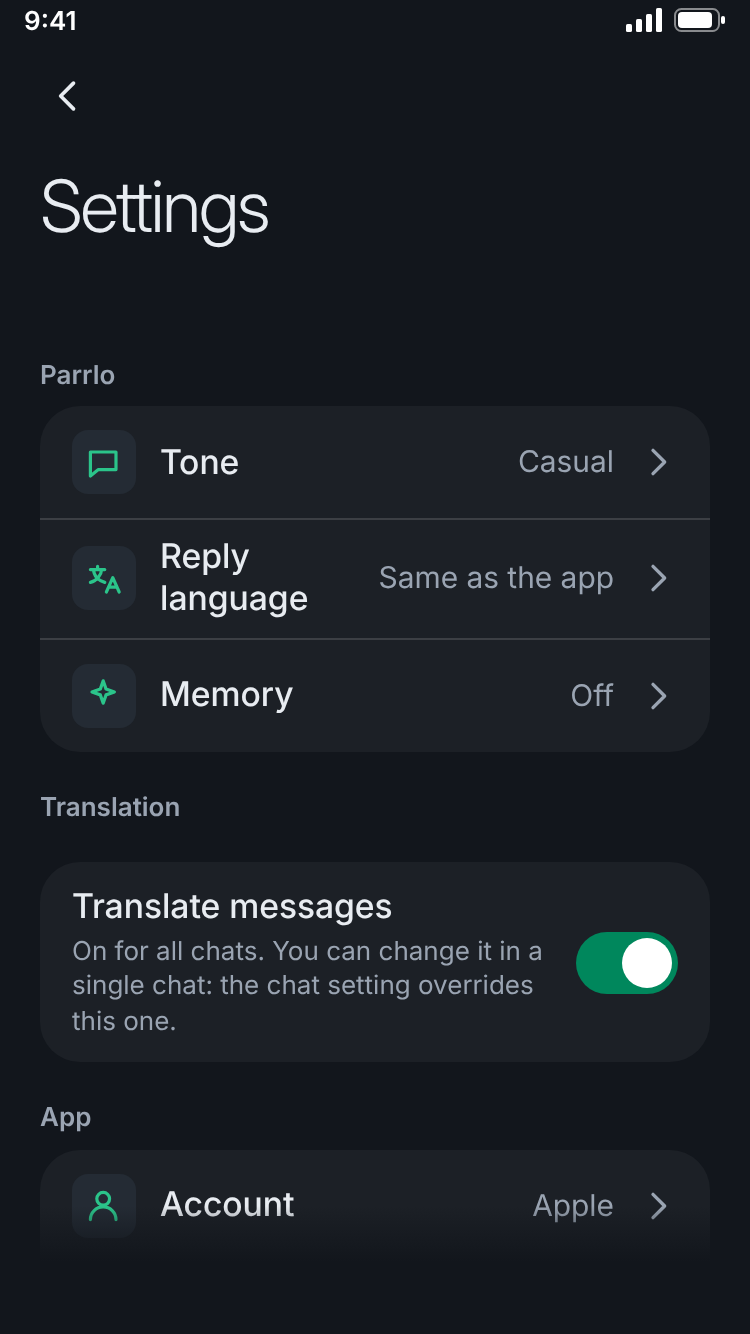 9:41
Settings
Parrlo
Tone
Casual
Reply
language
Same as the app
Memory
Off
Translation
Translate messages
On for all chats. You can change it in a
single chat: the chat setting overrides
this one.
App
Account
Apple